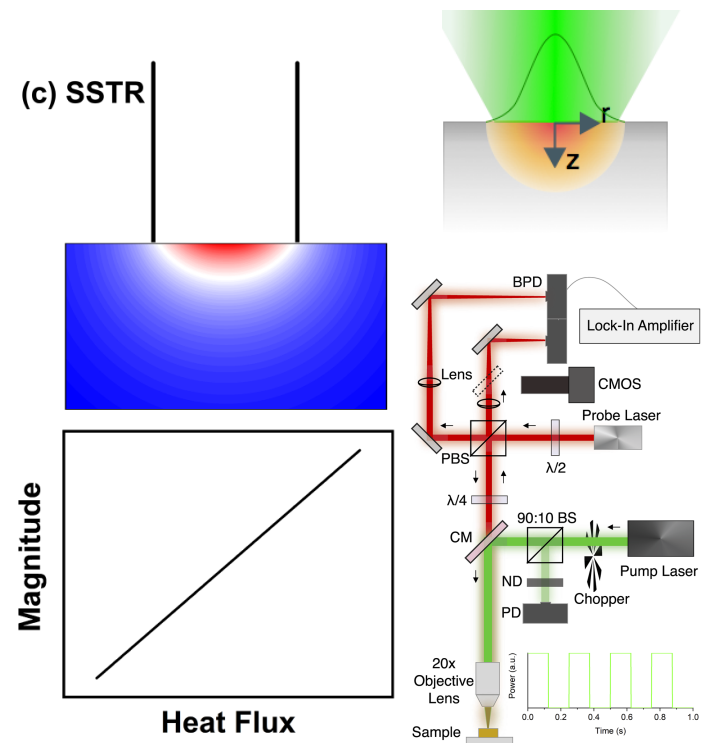 (c) SSTR
r
z
Magnitude
Heat Flux
BPD
Lock-In Amplifier
Lens
CMOS
Probe Laser
PBS
λ/2
λ/4
90:10 BS
CM
Pump Laser
ND
Chopper
PD
20x
Objective
Lens
Sample
Power (a.u.)
0.0 0.2 0.4 0.6 0.8 1.0
Time (s)